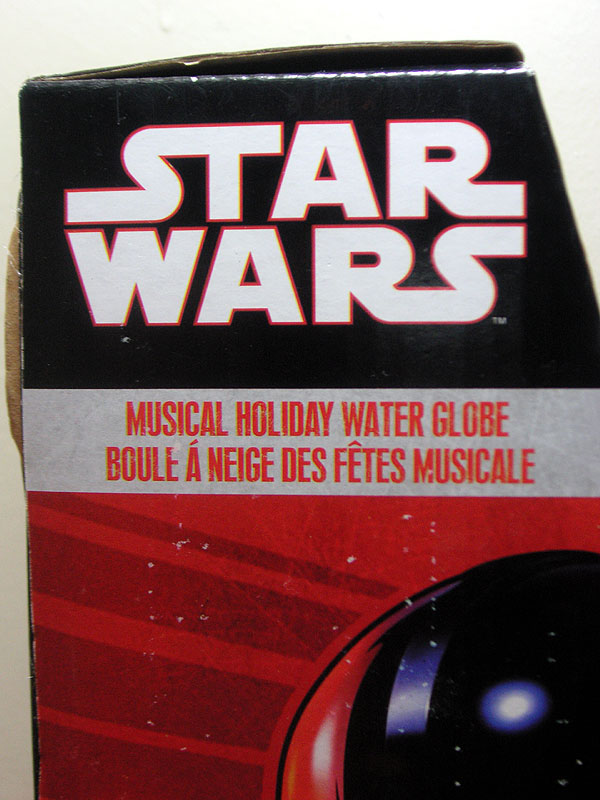 STAR
WARS
TM
MUSICAL HOLIDAY WATER GLOBE
BOULE Á NEIGE DES FÊTES MUSICALE